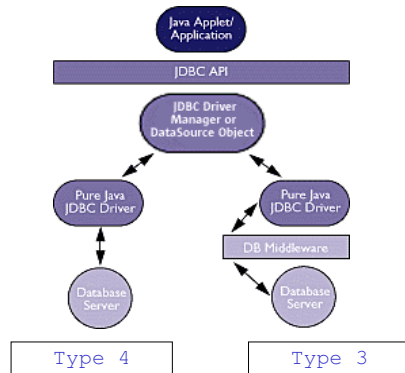 Java Applet/
Application
JDBC API
JDBC Driver
Manager or
DataSource Object
Pure Java
JDBC Driver
Pure Java
JDBC Driver
DB Middleware
Database
Server
Database
Server
Type 4
Type 3